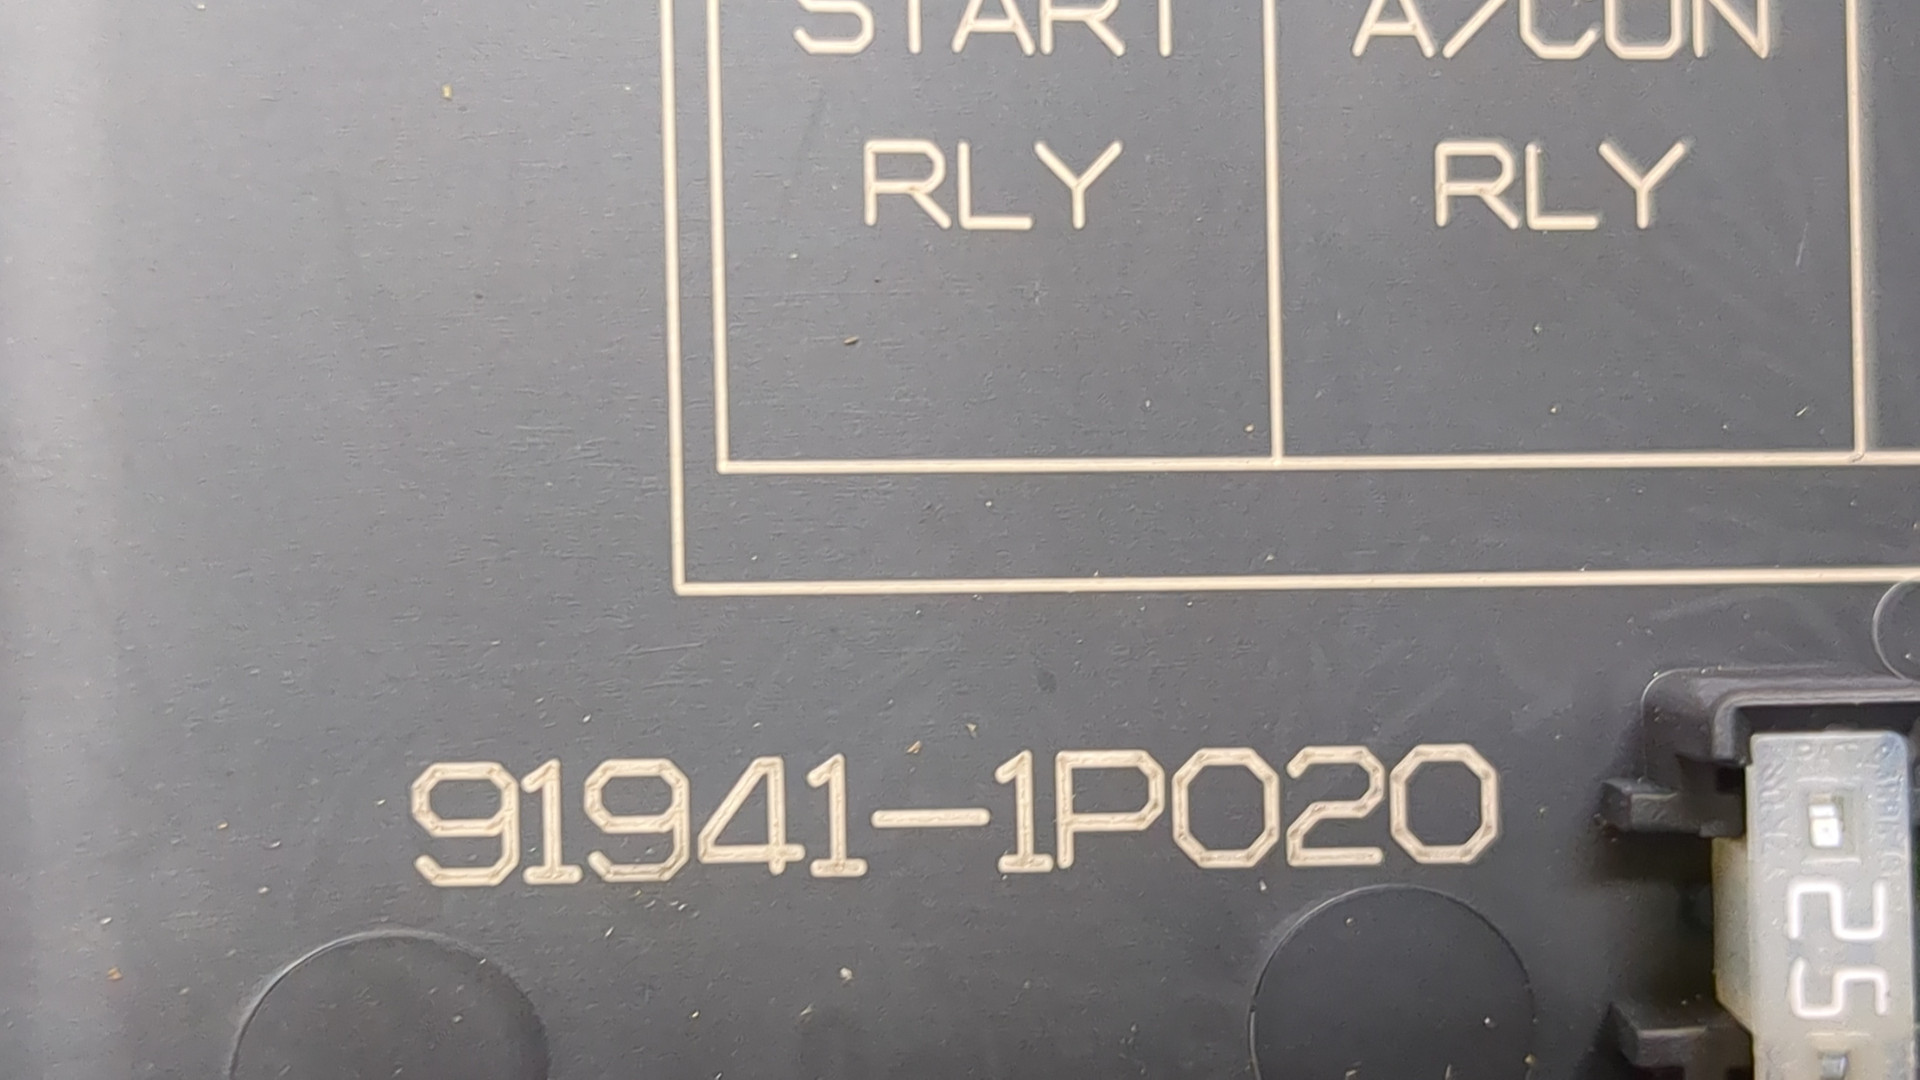 START A/CON
RLY RLY
91941-1P020
25